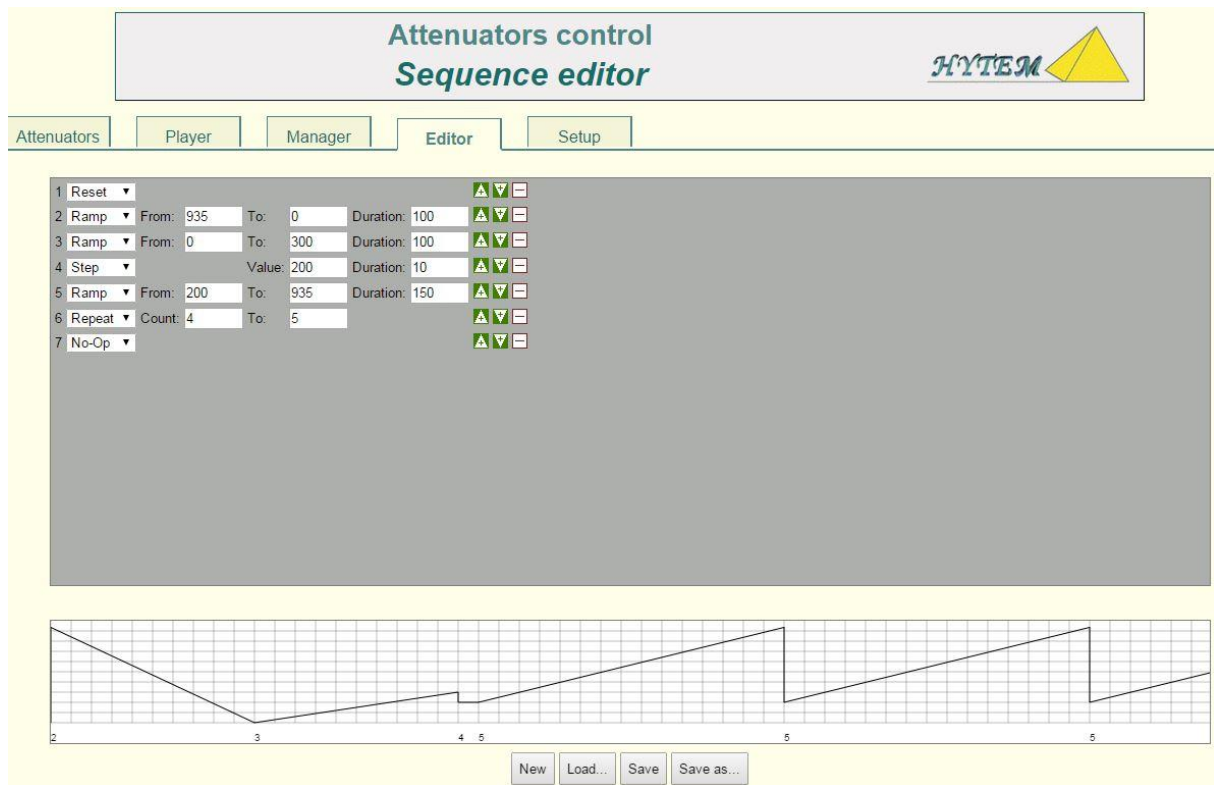 Attenuators control
Sequence editor
HYTEM
Attenuators Player Manager Editor Setup
1 Reset
2 Ramp From: 935 To: 0 Duration: 100
3 Ramp From: 0 To: 300 Duration: 100
4 Step Value: 200 Duration: 10
5 Ramp From: 200 To: 935 Duration: 150
6 Repeat Count: 4 To: 5
7 No-Op
2 3 4 5 5 5
New Load... Save Save as...